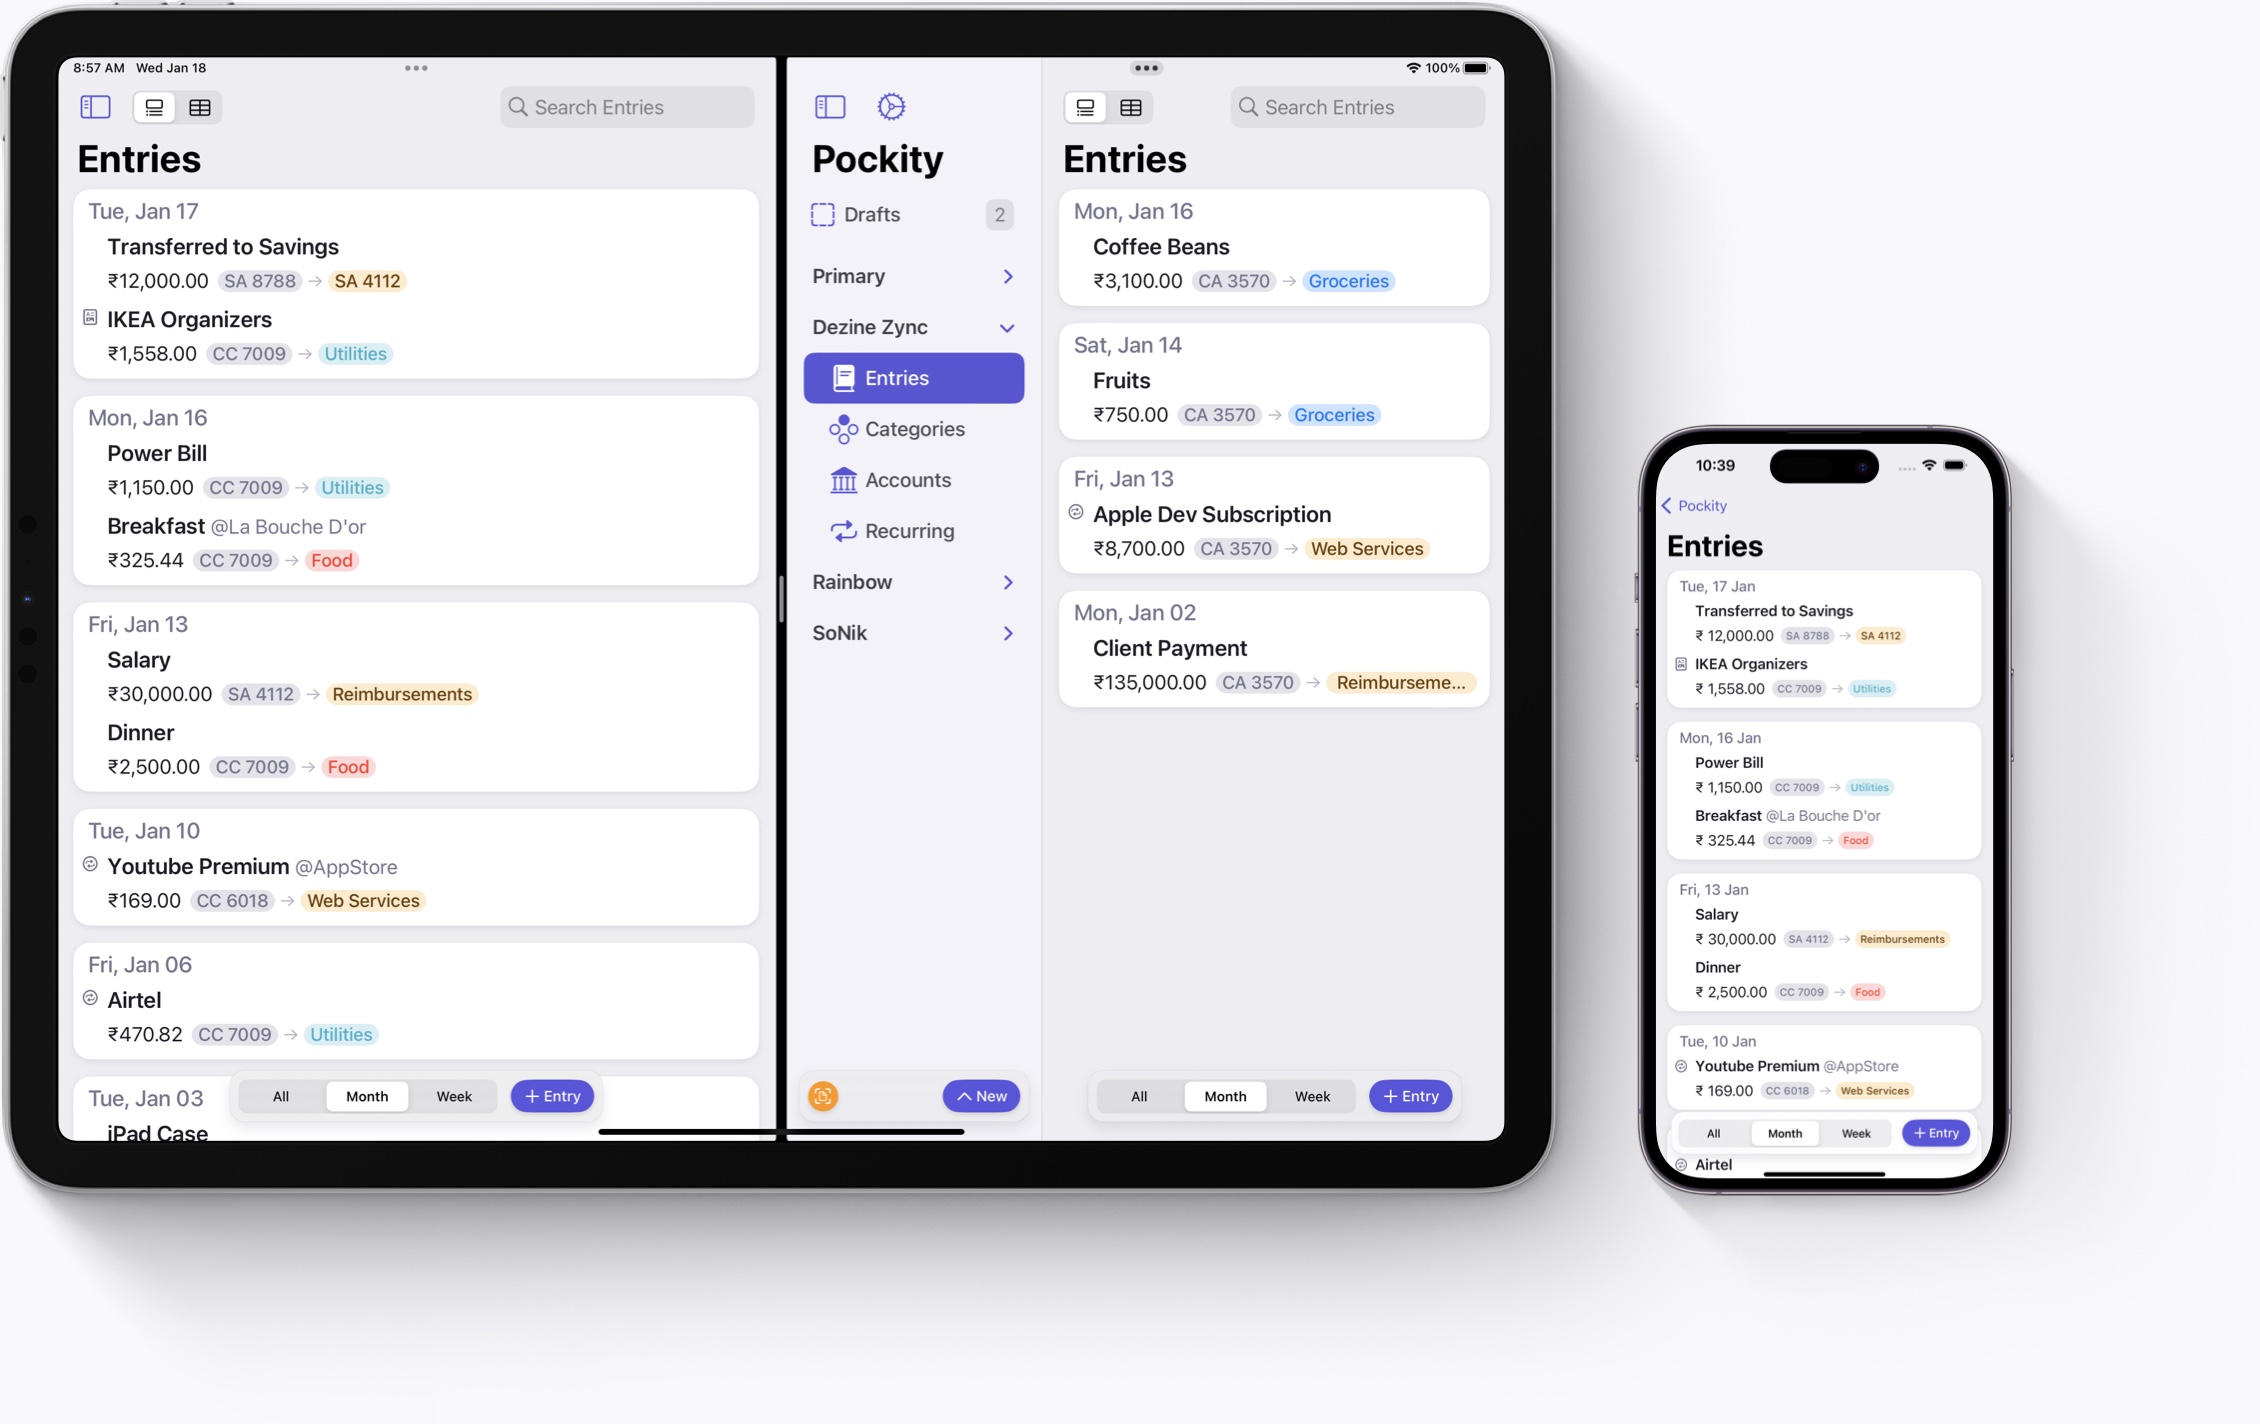 8:57 AM Wed Jan 18
Search Entries
Entries
Tue, Jan 17
Transferred to Savings
₹12,000.00 SA 8788 → SA 4112
IKEA Organizers
₹1,558.00 CC 7009 → Utilities
Mon, Jan 16
Power Bill
₹1,150.00 CC 7009 → Utilities
Breakfast @La Bouche D'or
₹325.44 CC 7009 → Food
Fri, Jan 13
Salary
₹30,000.00 SA 4112 → Reimbursements
Dinner
₹2,500.00 CC 7009 → Food
Tue, Jan 10
Youtube Premium @AppStore
₹169.00 CC 6018 → Web Services
Fri, Jan 06
Airtel
₹470.82 CC 7009 → Utilities
Tue, Jan 03
All Month Week + Entry
iPad Case
Pockity
Drafts 2
Primary
Dezine Zync
Entries
Categories
Accounts
Recurring
Rainbow
SoNik
New
100%
Search Entries
Entries
Mon, Jan 16
Coffee Beans
₹3,100.00 CA 3570 → Groceries
Sat, Jan 14
Fruits
₹750.00 CA 3570 → Groceries
Fri, Jan 13
Apple Dev Subscription
₹8,700.00 CA 3570 → Web Services
Mon, Jan 02
Client Payment
₹135,000.00 CA 3570 → Reimburseme...
All Month Week + Entry
10:39
Pockity
Entries
Tue, 17 Jan
Transferred to Savings
₹ 12,000.00 SA 8788 → SA 4112
IKEA Organizers
₹ 1,558.00 CC 7009 → Utilities
Mon, 16 Jan
Power Bill
₹ 1,150.00 CC 7009 → Utilities
Breakfast @La Bouche D'or
₹ 325.44 CC 7009 → Food
Fri, 13 Jan
Salary
₹ 30,000.00 SA 4112 → Reimbursements
Dinner
₹ 2,500.00 CC 7009 → Food
Tue, 10 Jan
Youtube Premium @AppStore
₹ 169.00 CC 6018 → Web Services
All Month Week + Entry
Airtel